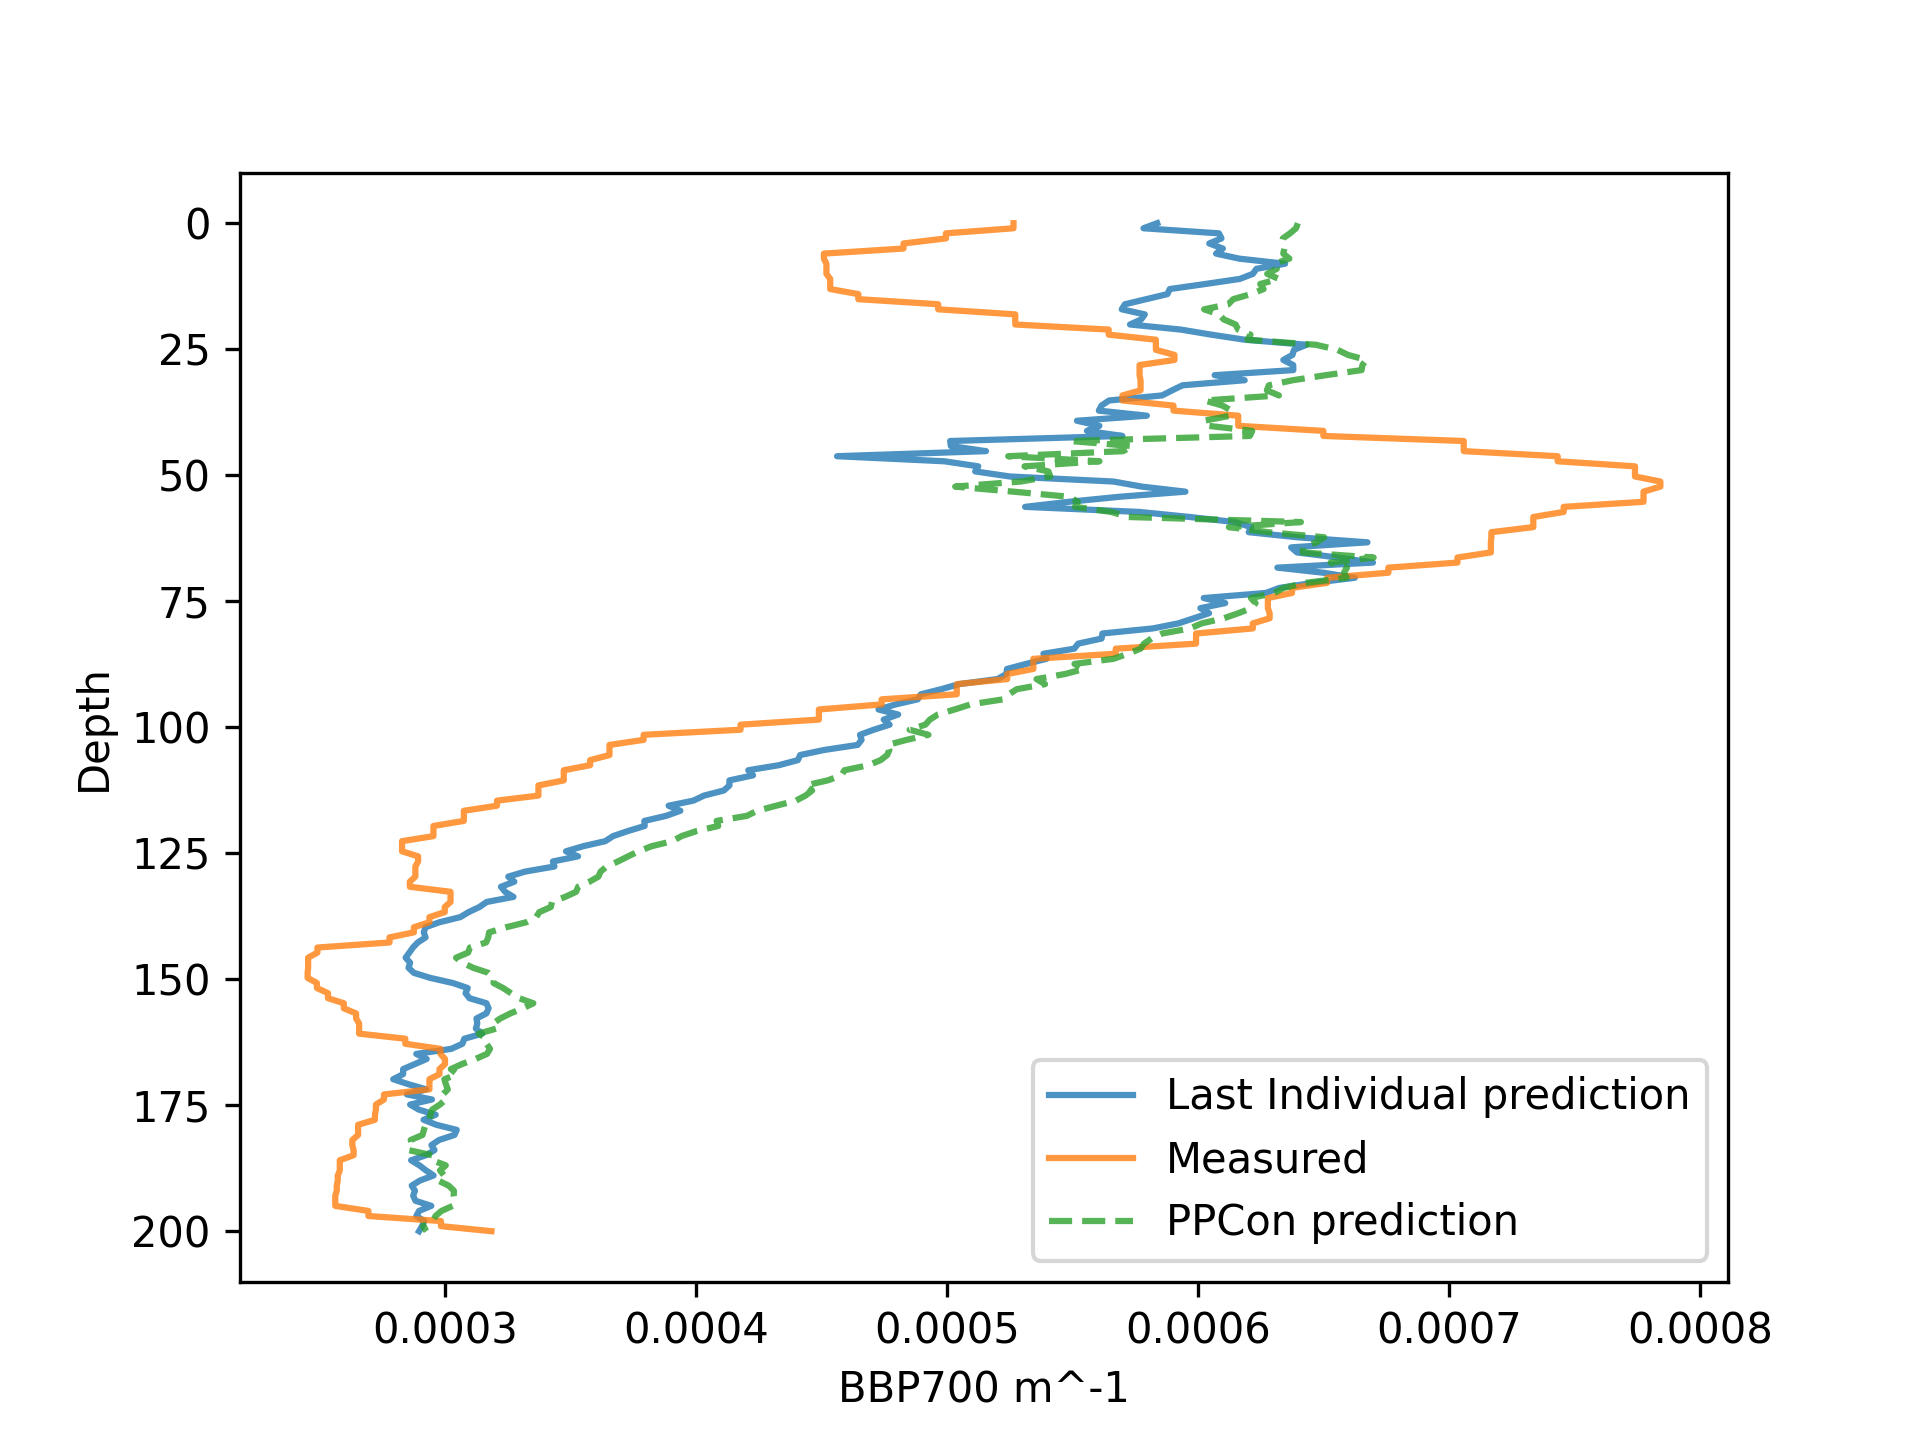 0
25
50
75
100
125
150
175
200
Depth
0.0003 0.0004 0.0005 0.0006 0.0007 0.0008
BBP700 m^-1
Last Individual prediction
Measured
PPCon prediction